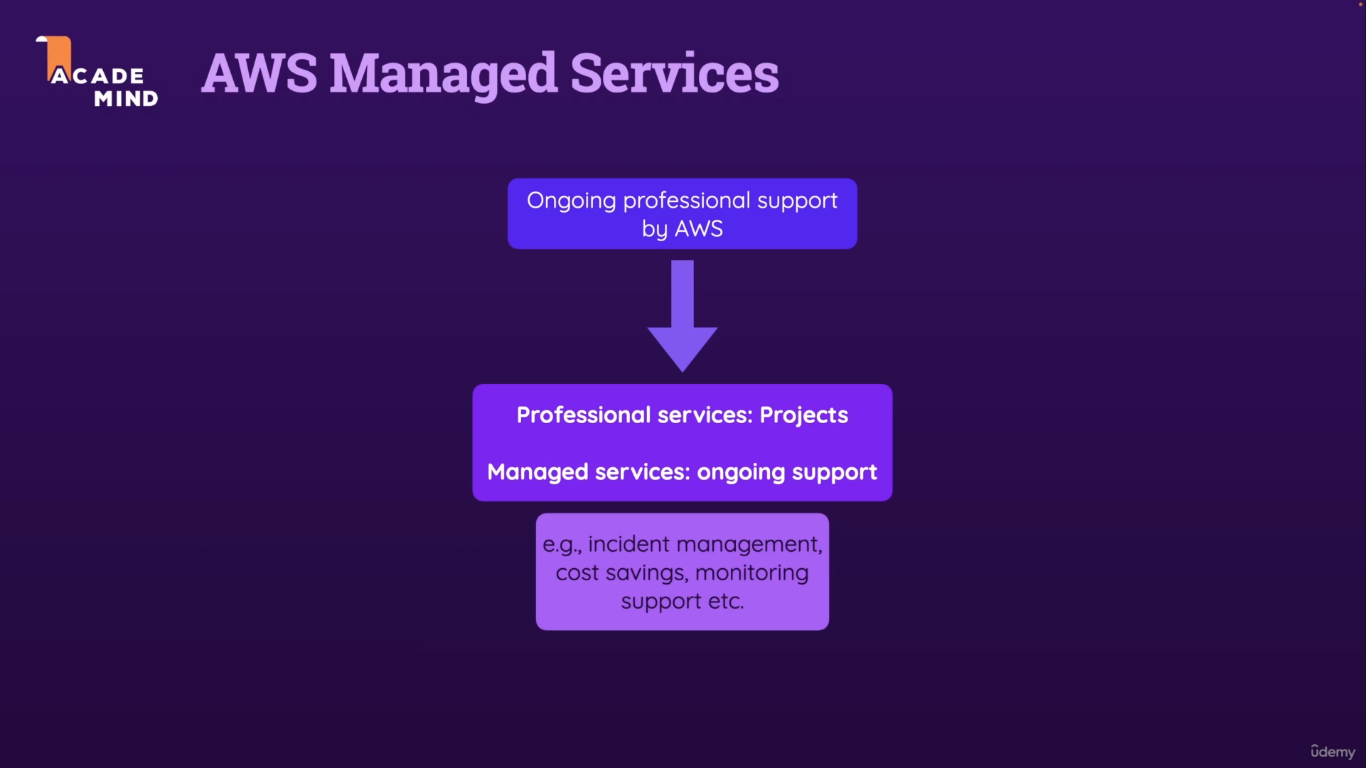 ACADE
MIND
AWS Managed Services
Ongoing professional support
by AWS
Professional services: Projects
Managed services: ongoing support
e.g., incident management,
cost savings, monitoring
support etc.
ûdemy